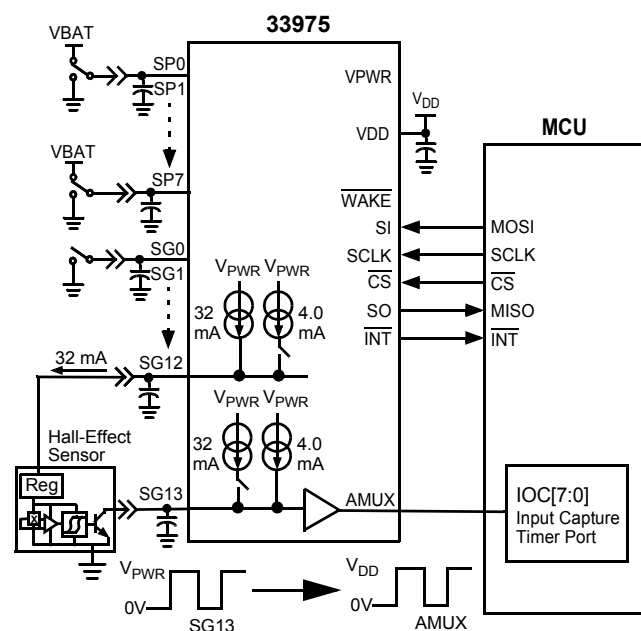 33975
VBAT
SP0
SP1
VPWR
VDD
VDD
MCU
VBAT
SP7
WAKE
SI
MOSI
SG0
SG1
SCLK
SCLK
CS
CS
SO
MISO
INT
INT
VPWR
VPWR
32 mA
4.0 mA
32 mA
SG12
Hall-Effect
Sensor
Reg
X
VPWR
VPWR
32 mA
4.0 mA
SG13
AMUX
IOC[7:0]
Input Capture
Timer Port
VPWR
0V
SG13
VDD
0V
AMUX